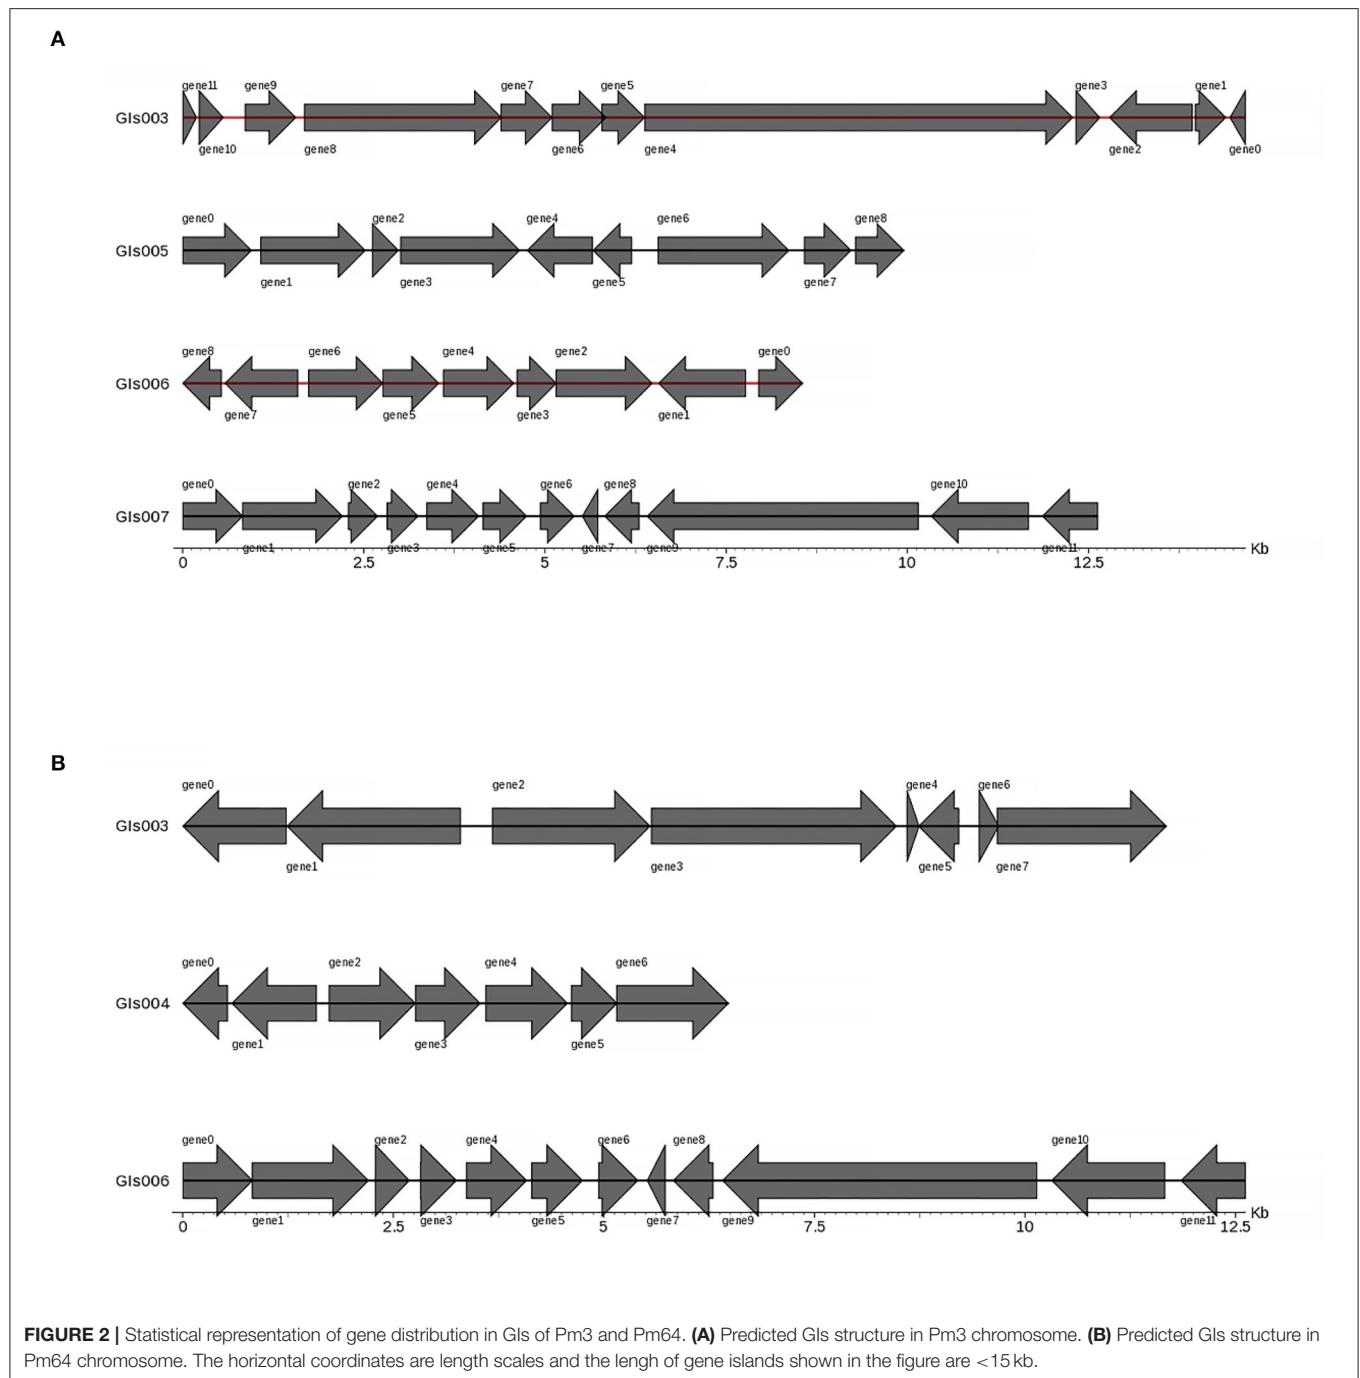 A
gene11 gene9 gene7 gene5 gene3 gene1
GIs003
gene10 gene8 gene6 gene4 gene2 gene0
gene0 gene2 gene4 gene6 gene8
GIs005
gene1 gene3 gene5 gene7
gene8 gene6 gene4 gene2 gene0
GIs006
gene7 gene5 gene3 gene1
gene0 gene2 gene4 gene6 gene8 gene10
GIs007
gene1 gene3 gene5 gene7 gene9 gene11
Kb
0 2.5 5 7.5 10 12.5
B
gene0 gene2 gene4 gene6
GIs003
gene1 gene3 gene5 gene7
gene0 gene2 gene4 gene6
GIs004
gene1 gene3 gene5
gene0 gene2 gene4 gene6 gene8 gene10
GIs006
gene1 gene3 gene5 gene7 gene9 gene11
Kb
0 2.5 5 7.5 10 12.5
FIGURE 2 | Statistical representation of gene distribution in GIs of Pm3 and Pm64. (A) Predicted GIs structure in Pm3 chromosome. (B) Predicted GIs structure in
Pm64 chromosome. The horizontal coordinates are length scales and the lengh of gene islands shown in the figure are <15 kb.